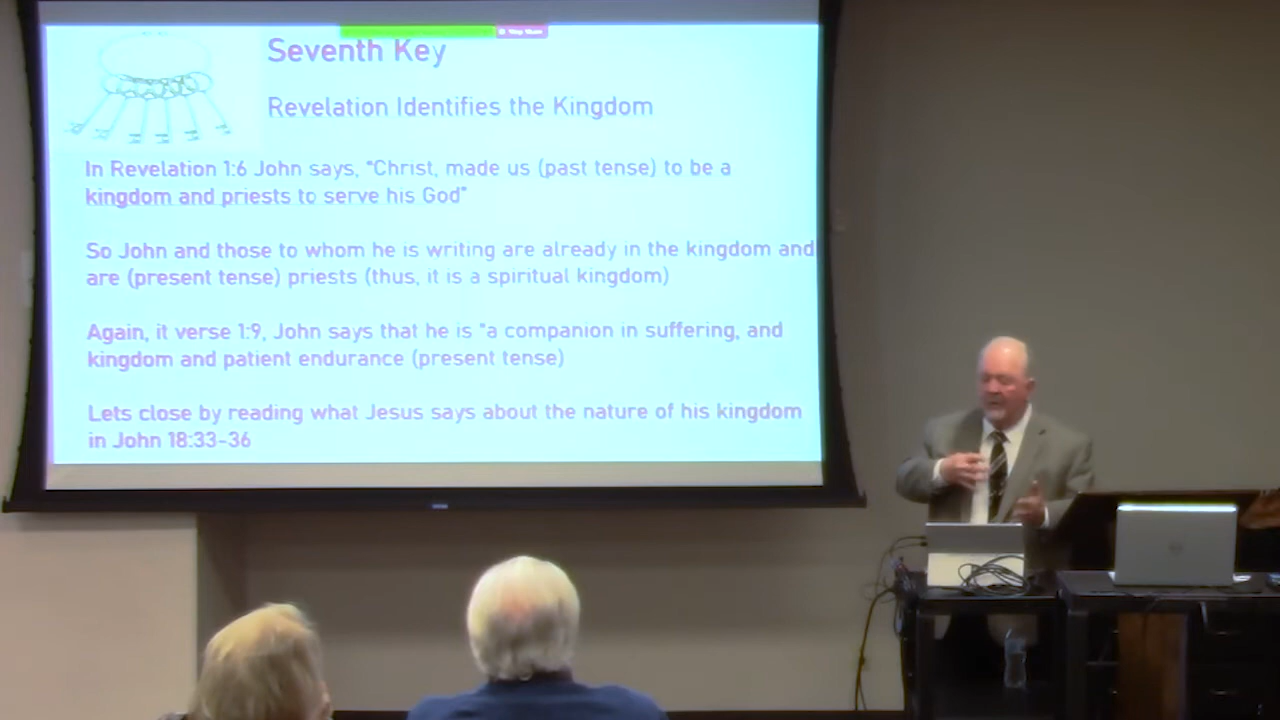 Seventh Key
Revelation Identifies the Kingdom
In Revelation 1:6 John says, "Christ, made us (past tense) to be a
kingdom and priests to serve his God"
So John and those to whom he is writing are already in the kingdom and
are (present tense) priests (thus, it is a spiritual kingdom)
Again, it verse 1:9, John says that he is "a companion in suffering, and
kingdom and patient endurance (present tense)
Lets close by reading what Jesus says about the nature of his kingdom
in John 18:33-36